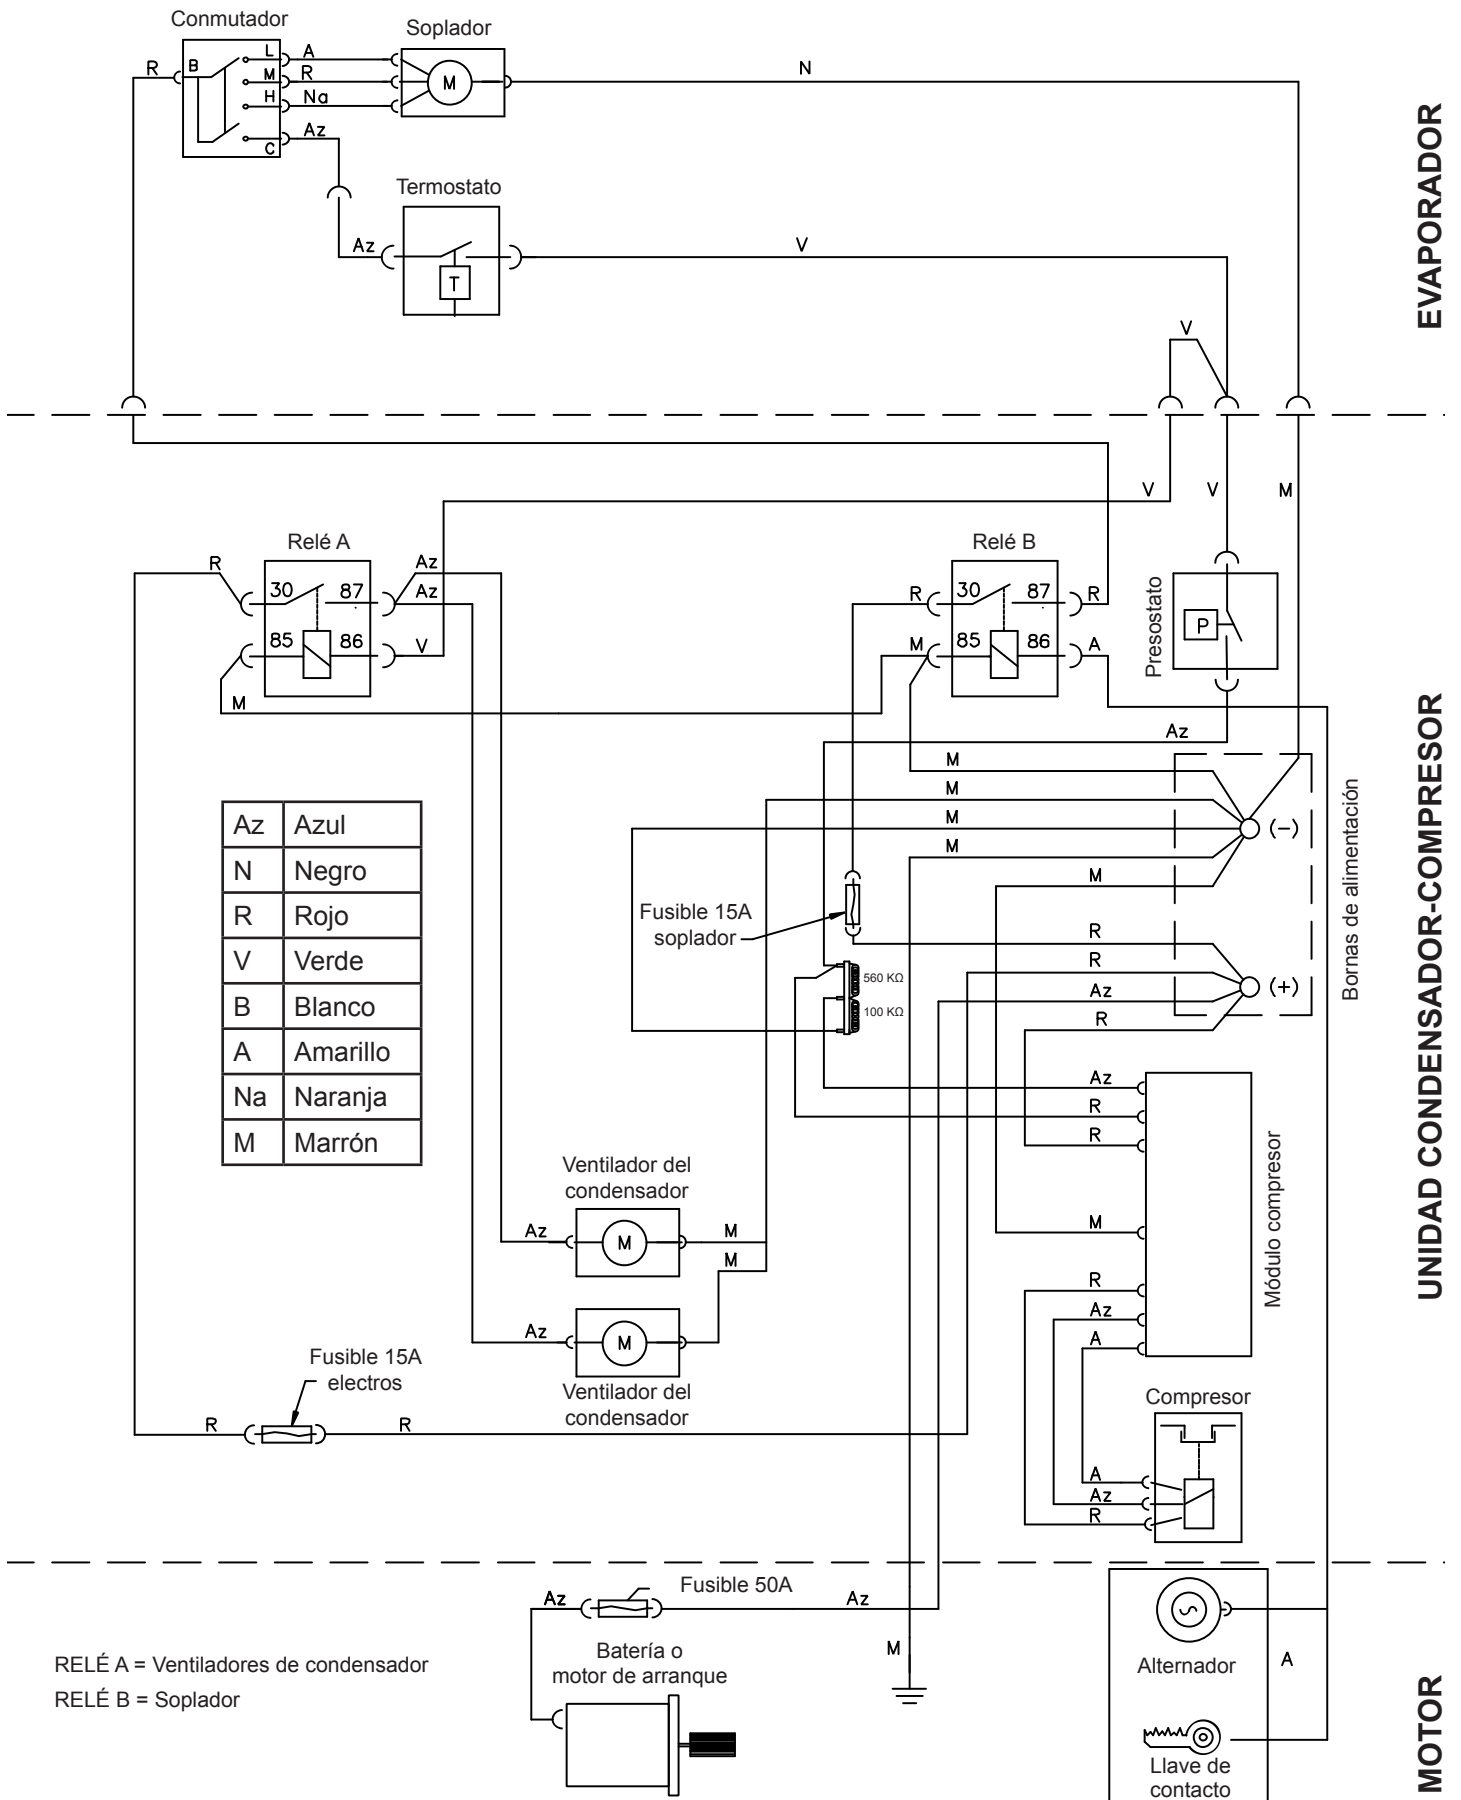 Conmutador
Soplador
R
B
L
A
M
R
H
Na
C
Az
M
N
EVAPORADOR
Termostato
Az
T
V
V
V
V
M
Relé A
R
30
87
Az
Az
85
86
V
M
Relé B
R
30
87
R
M
85
86
A
Presostato
P
Az
M
M
M
M
M
(-)
Bornas de alimentación
UNIDAD CONDENSADOR-COMPRESOR
Az Azul
N Negro
R Rojo
V Verde
B Blanco
A Amarillo
Na Naranja
M Marrón
Fusible 15A
soplador
560 KΩ
100 KΩ
R
R
Az
R
(+)
Az
R
R
M
R
Az
A
Módulo compresor
Ventilador del
condensador
Az
M
M
M
Az
M
Ventilador del
condensador
Fusible 15A
electros
R
R
Compresor
A
Az
R
Az
Fusible 50A
Az
Batería o
motor de arranque
M
Alternador
A
Llave de
contacto
MOTOR
RELÉ A = Ventiladores de condensador
RELÉ B = Soplador